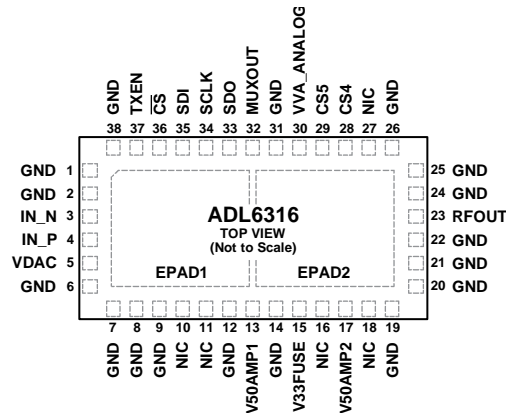 GND TXEN CS SDI SCLK SDO MUXOUT GND VVA_ANALOG CS5 CS4 NIC GND
38 37 36 35 34 33 32 31 30 29 28 27 26
GND 1
GND 2
IN_N 3
IN_P 4
VDAC 5
GND 6
ADL6316
TOP VIEW
(Not to Scale)
EPAD1 EPAD2
25 GND
24 GND
23 RFOUT
22 GND
21 GND
20 GND
7 8 9 10 11 12 13 14 15 16 17 18 19
GND GND GND NIC NIC GND V50AMP1 GND V33FUSE NIC V50AMP2 NIC GND